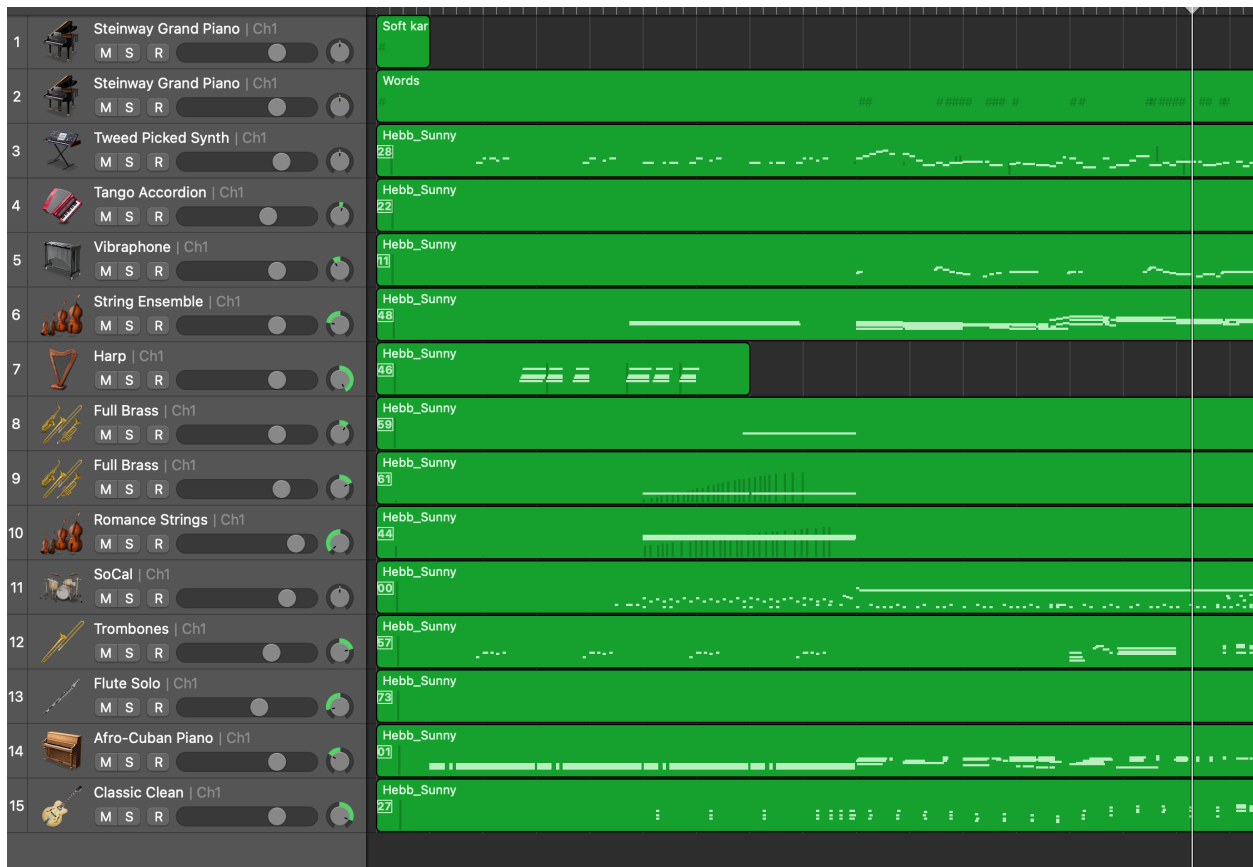 1
Steinway Grand Piano | Ch1
M S R
Soft kar
#
2
Steinway Grand Piano | Ch1
M S R
Words
# ## # ##### ### # ## ## ##### ## ##
3
Tweed Picked Synth | Ch1
M S R
Hebb_Sunny
28
4
Tango Accordion | Ch1
M S R
Hebb_Sunny
22
5
Vibraphone | Ch1
M S R
Hebb_Sunny
11
6
String Ensemble | Ch1
M S R
Hebb_Sunny
48
7
Harp | Ch1
M S R
Hebb_Sunny
46
8
Full Brass | Ch1
M S R
Hebb_Sunny
59
9
Full Brass | Ch1
M S R
Hebb_Sunny
61
10
Romance Strings | Ch1
M S R
Hebb_Sunny
44
11
SoCal | Ch1
M S R
Hebb_Sunny
00
12
Trombones | Ch1
M S R
Hebb_Sunny
57
13
Flute Solo | Ch1
M S R
Hebb_Sunny
73
14
Afro-Cuban Piano | Ch1
M S R
Hebb_Sunny
01
15
Classic Clean | Ch1
M S R
Hebb_Sunny
27